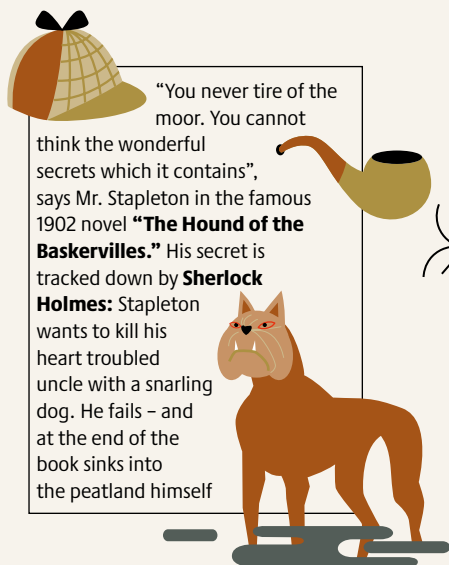 “You never tire of the
moor. You cannot
think the wonderful
secrets which it contains”,
says Mr. Stapleton in the famous
1902 novel “The Hound of the
Baskervilles.” His secret is
tracked down by Sherlock
Holmes: Stapleton
wants to kill his
heart troubled
uncle with a snarling
dog. He fails – and
at the end of the
book sinks into
the peatland himself